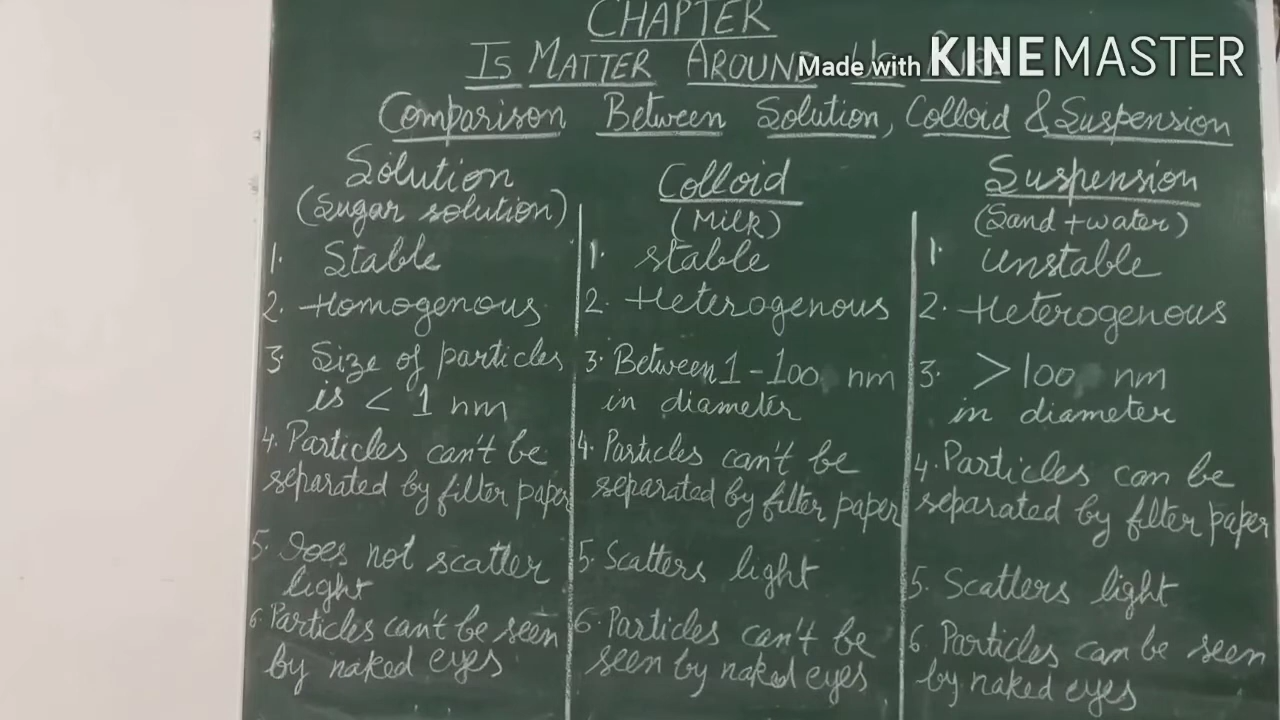 CHAPTER
IS MATTER AROUND US
Made with KINEMASTER
Comparison Between Solution, Colloid & Suspension
Solution
(Sugar solution)
1. Stable
2. Homogenous
3. Size of particles
is < 1 nm
4. Particles can't be
separated by filter paper
5. Does not scatter
light
6. Particles can't be seen
by naked eyes
Colloid
(Milk)
1. stable
2. Heterogenous
3. Between 1 - 100 nm
in diameter
4. Particles can't be
separated by filter paper
5. Scatters light
6. Particles can't be
seen by naked eyes
Suspension
(Sand + water)
1. unstable
2. Heterogenous
3. > 100 nm
in diameter
4. Particles can be
separated by filter paper
5. Scatters light
6. Particles can be seen
by naked eyes